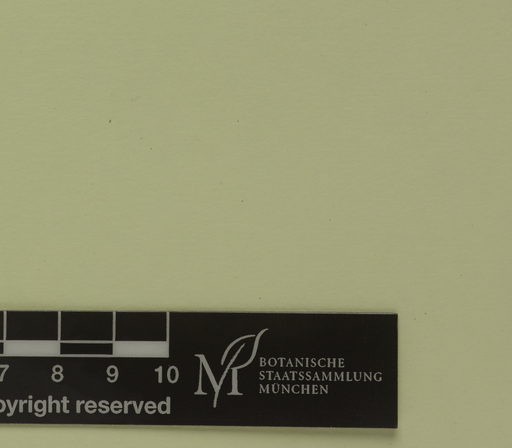 7 8 9 10
pyright reserved
M
BOTANISCHE
STAATSSAMMLUNG
MÜNCHEN